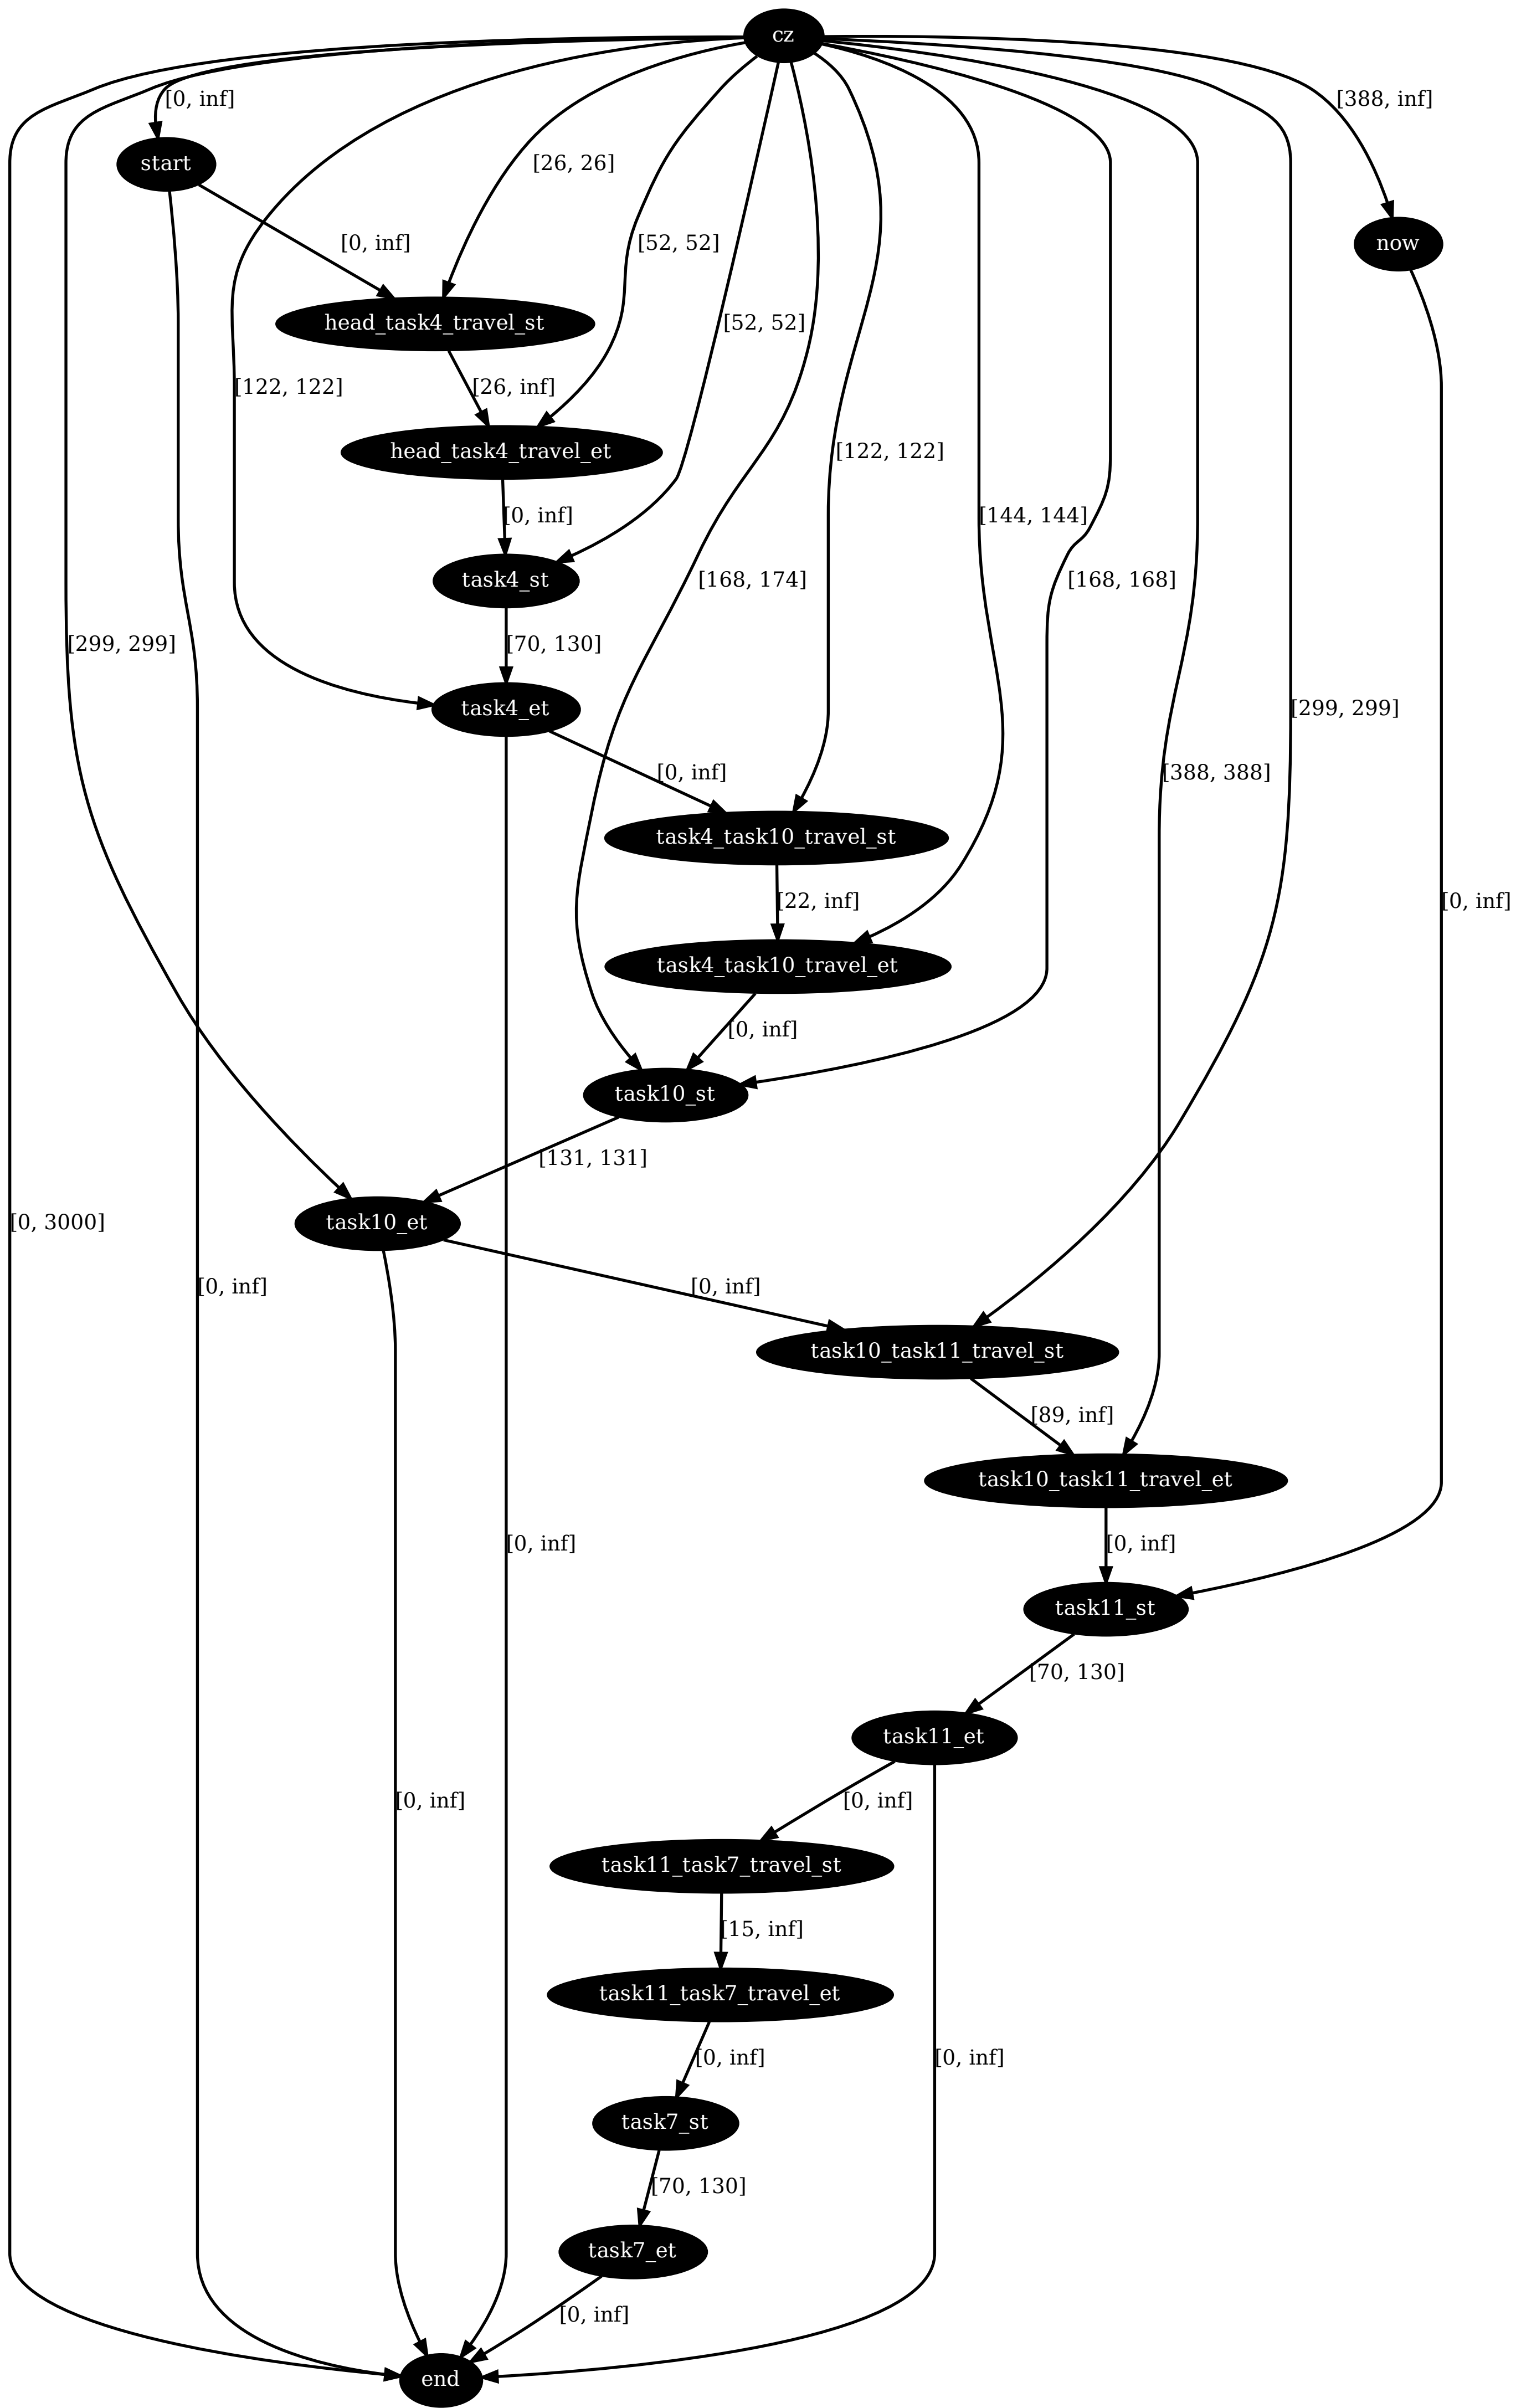 cz
[0, inf]
[388, inf]
start
[26, 26]
now
[0, inf]
[52, 52]
head_task4_travel_st
[52, 52]
[122, 122]
[26, inf]
head_task4_travel_et
[122, 122]
[0, inf]
[144, 144]
task4_st
[168, 174]
[168, 168]
[299, 299]
[70, 130]
task4_et
[299, 299]
[0, inf]
[388, 388]
task4_task10_travel_st
[22, inf]
[0, inf]
task4_task10_travel_et
[0, inf]
task10_st
[131, 131]
[0, 3000]
task10_et
[0, inf]
[0, inf]
task10_task11_travel_st
[89, inf]
task10_task11_travel_et
[0, inf]
[0, inf]
task11_st
[70, 130]
task11_et
[0, inf]
[0, inf]
task11_task7_travel_st
[15, inf]
task11_task7_travel_et
[0, inf]
[0, inf]
task7_st
[70, 130]
task7_et
[0, inf]
end